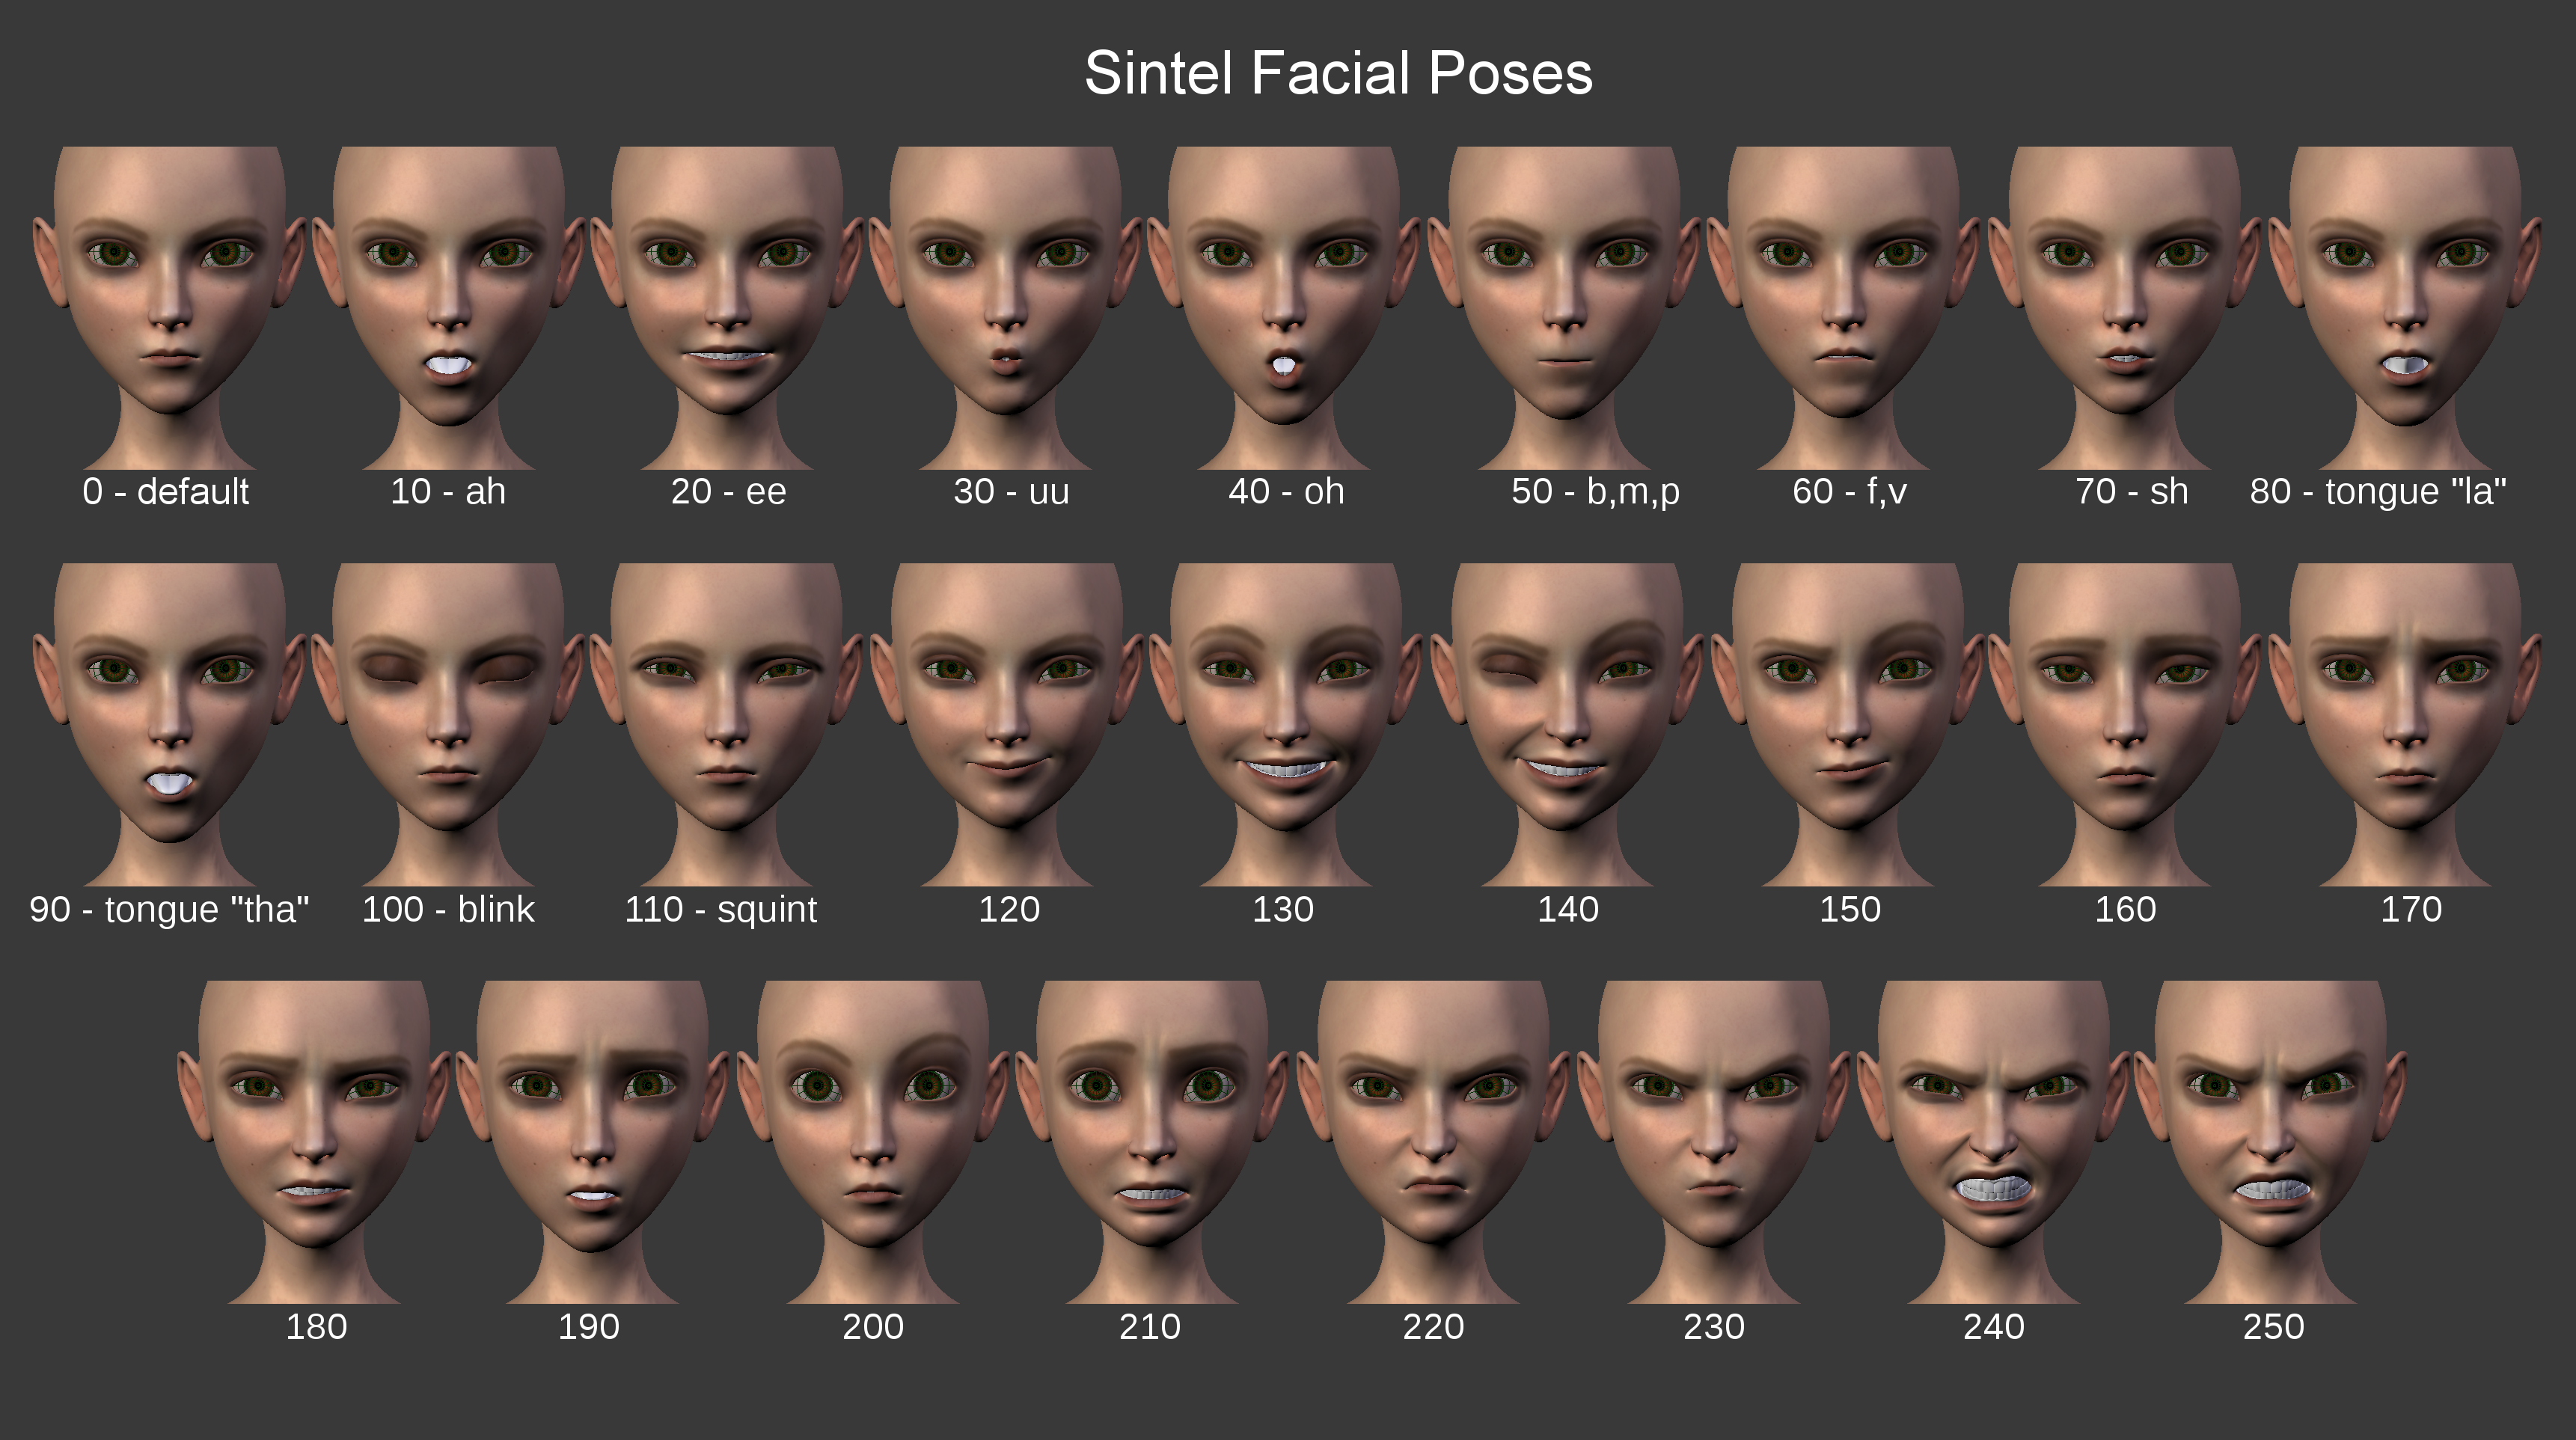 Sintel Facial Poses
0 - default 10 - ah 20 - ee 30 - uu 40 - oh 50 - b,m,p 60 - f,v 70 - sh 80 - tongue "la"
90 - tongue "tha" 100 - blink 110 - squint 120 130 140 150 160 170
180 190 200 210 220 230 240 250